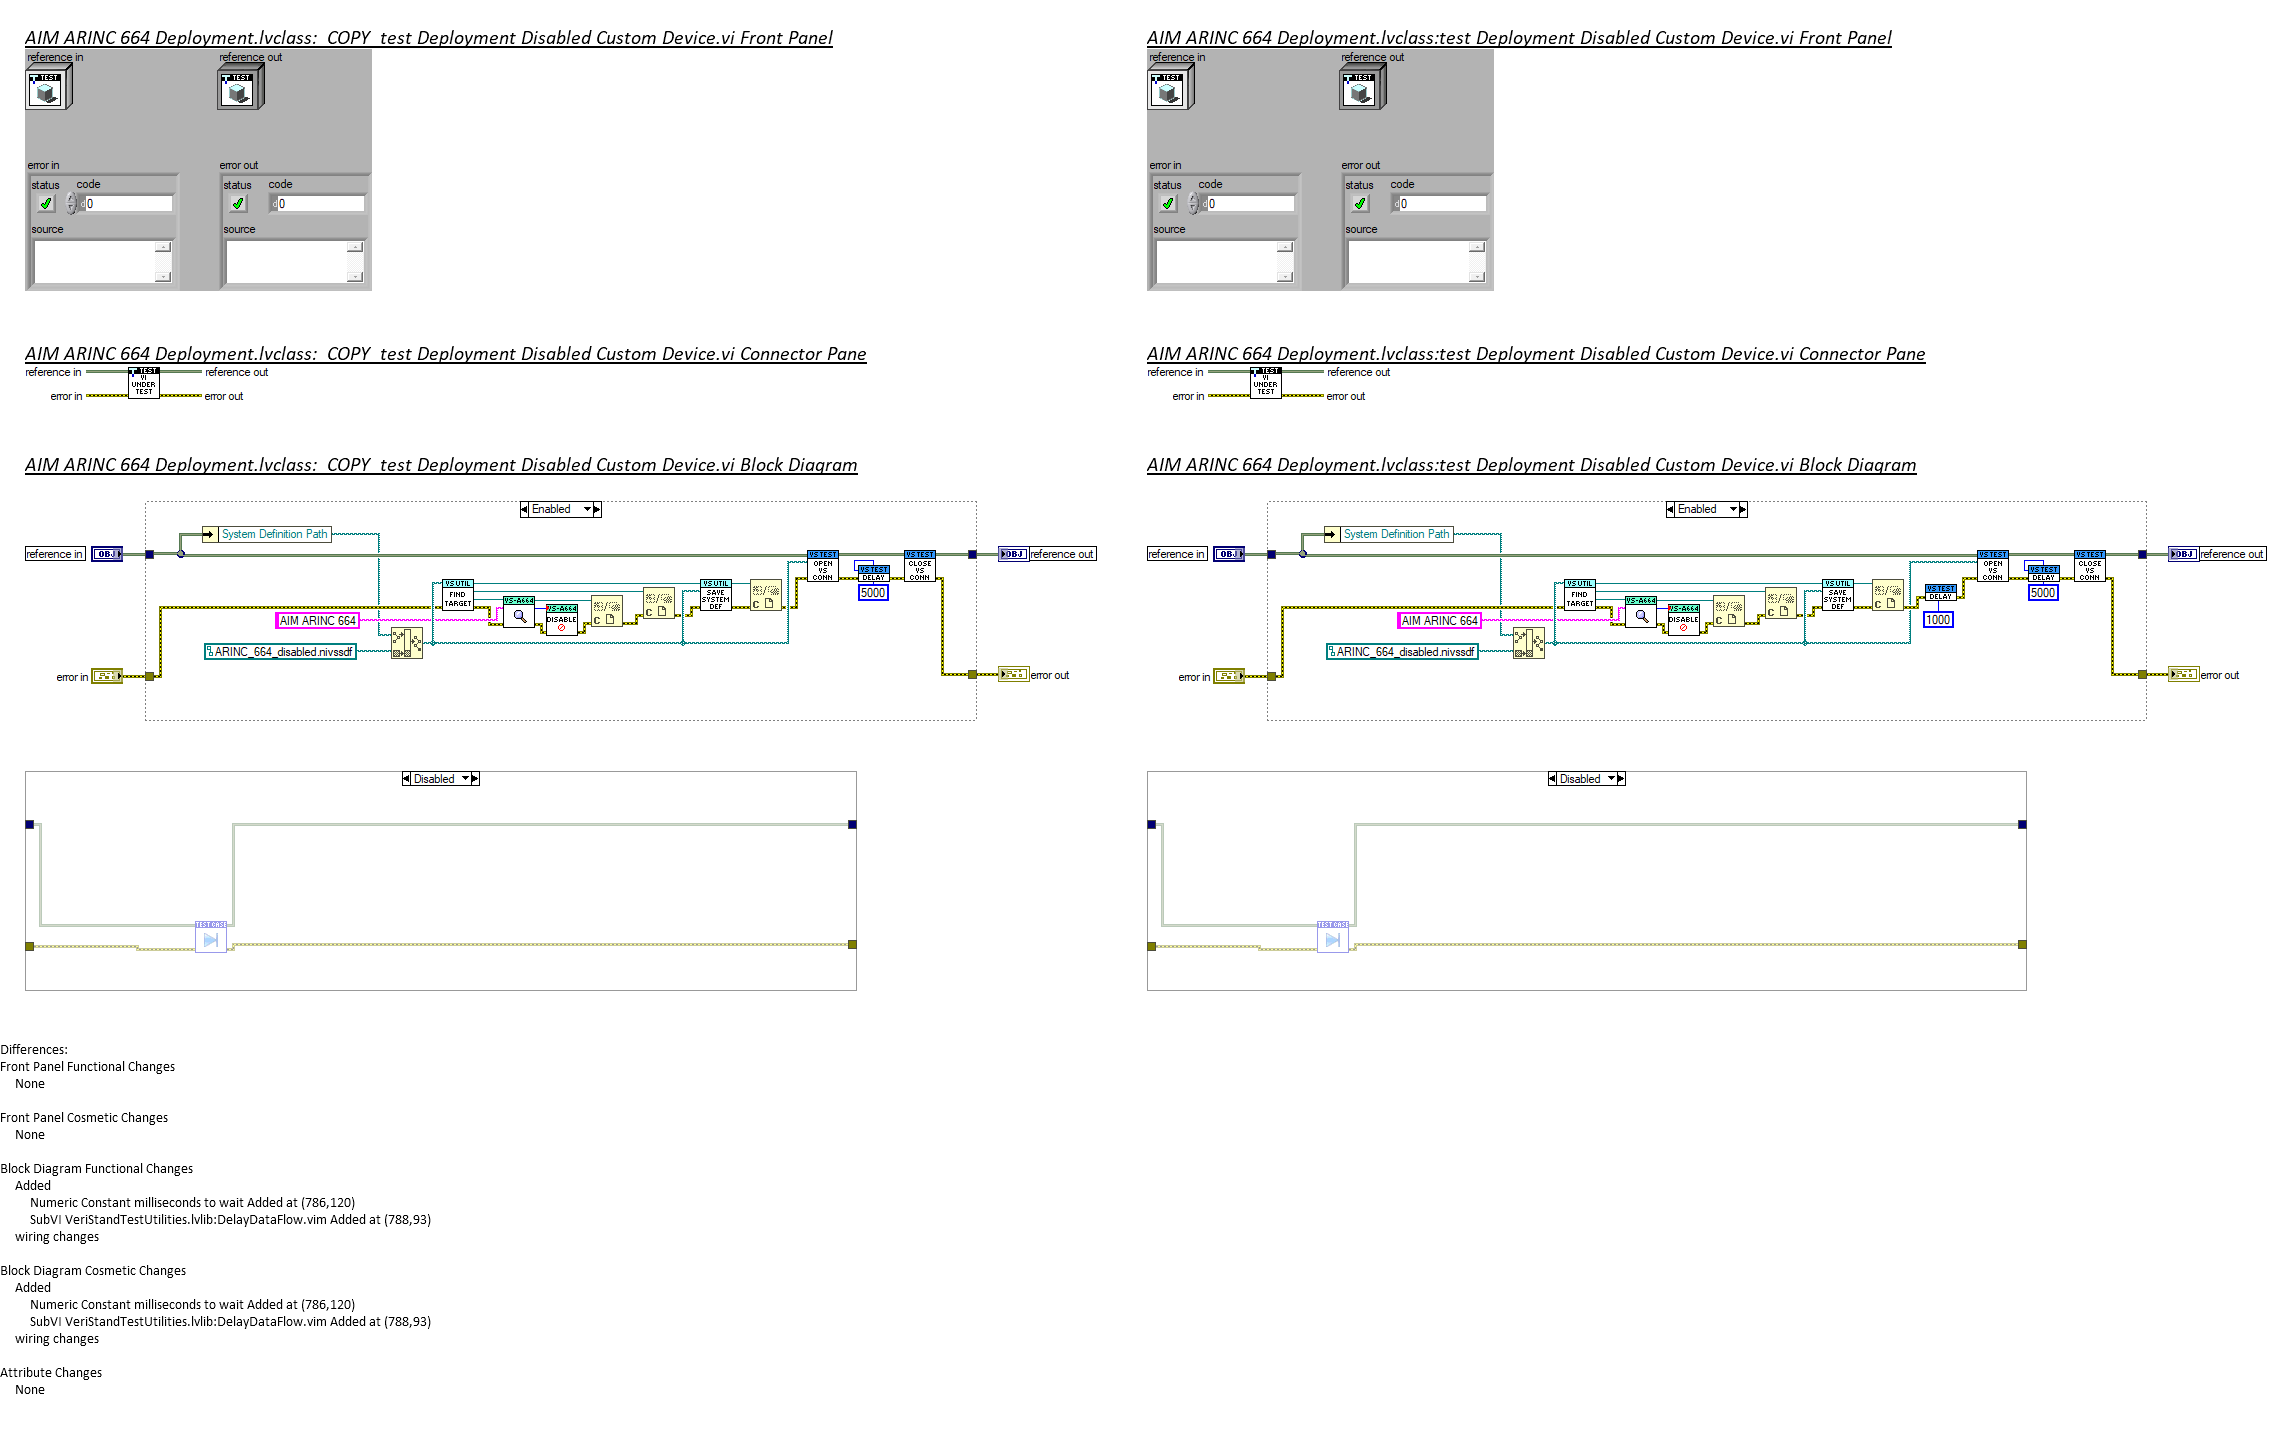 AIM ARINC 664 Deployment.lvclass:_COPY_test Deployment Disabled Custom Device.vi Front Panel
reference in
reference out
TEST
TEST
error in
error out
status
code
status
code
d0
d0
source
source
AIM ARINC 664 Deployment.lvclass:test Deployment Disabled Custom Device.vi Front Panel
reference in
reference out
TEST
TEST
error in
error out
status
code
status
code
d0
d0
source
source
AIM ARINC 664 Deployment.lvclass:_COPY_test Deployment Disabled Custom Device.vi Connector Pane
reference in
TEST
VI
UNDER
TEST
reference out
error in
error out
AIM ARINC 664 Deployment.lvclass:test Deployment Disabled Custom Device.vi Connector Pane
reference in
TEST
VI
UNDER
TEST
reference out
error in
error out
AIM ARINC 664 Deployment.lvclass:_COPY_test Deployment Disabled Custom Device.vi Block Diagram
Enabled
System Definition Path
reference in
OBJ
VS TEST
OPEN
VS
CONN
VS TEST
DELAY
5000
VS TEST
CLOSE
VS
CONN
OBJ
reference out
VS UTIL
FIND
TARGET
VS-A664
VS-A664
DISABLE
C
C
VS UTIL
SAVE
SYSTEM
DEF
C
AIM ARINC 664
ARINC_664_disabled.nivssdf
error in
error out
Disabled
TEST CASE
AIM ARINC 664 Deployment.lvclass:test Deployment Disabled Custom Device.vi Block Diagram
Enabled
System Definition Path
reference in
OBJ
VS TEST
OPEN
VS
CONN
VS TEST
DELAY
5000
VS TEST
CLOSE
VS
CONN
OBJ
reference out
VS UTIL
FIND
TARGET
VS-A664
VS-A664
DISABLE
C
C
VS UTIL
SAVE
SYSTEM
DEF
C
VS TEST
DELAY
1000
AIM ARINC 664
ARINC_664_disabled.nivssdf
error in
error out
Disabled
TEST CASE
Differences:
Front Panel Functional Changes
None
Front Panel Cosmetic Changes
None
Block Diagram Functional Changes
Added
Numeric Constant milliseconds to wait Added at (786,120)
SubVI VeriStandTestUtilities.lvlib:DelayDataFlow.vim Added at (788,93)
wiring changes
Block Diagram Cosmetic Changes
Added
Numeric Constant milliseconds to wait Added at (786,120)
SubVI VeriStandTestUtilities.lvlib:DelayDataFlow.vim Added at (788,93)
wiring changes
Attribute Changes
None